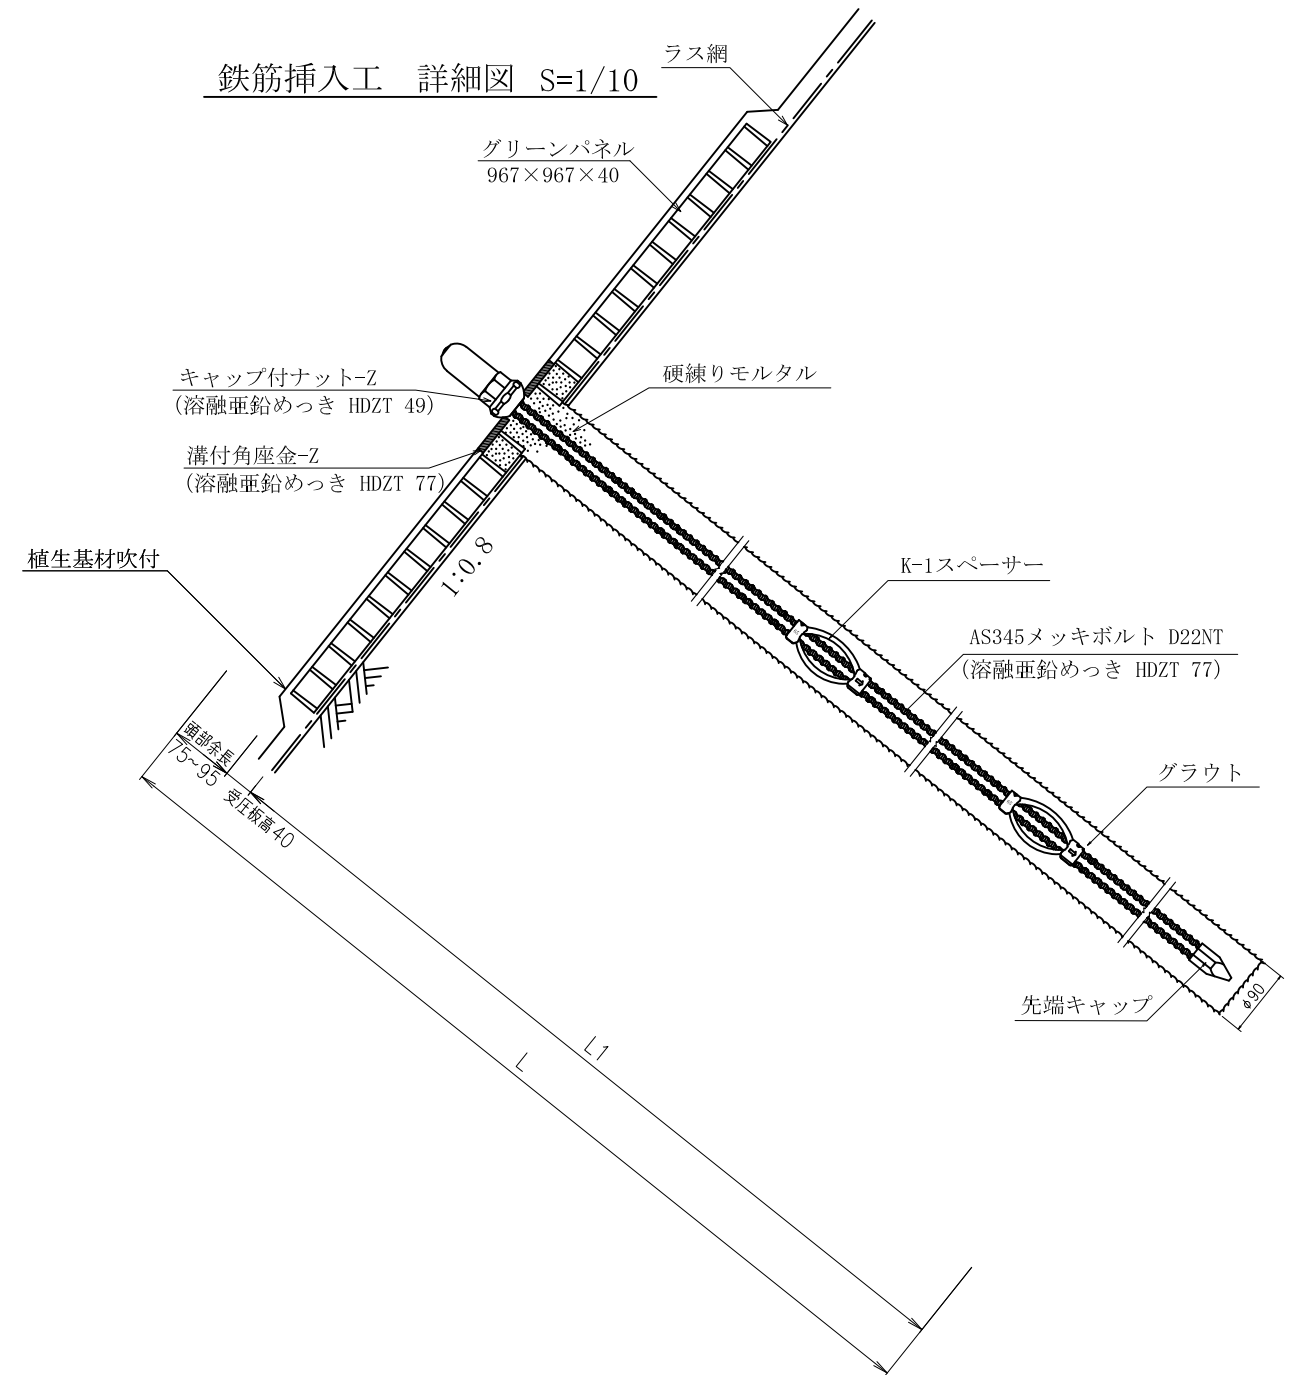 鉄筋挿入工　詳細図　S=1/10
ラス網
グリーンパネル
967×967×40
キャップ付ナット-Z
(溶融亜鉛めっき HDZT 49)
硬練りモルタル
溝付角座金-Z
(溶融亜鉛めっき HDZT 77)
植生基材吹付
1:0.8
K-1スペーサー
AS345メッキボルト D22NT
(溶融亜鉛めっき HDZT 77)
頭部余長
75~95
受圧板高40
グラウト
先端キャップ
φ90
L1
L